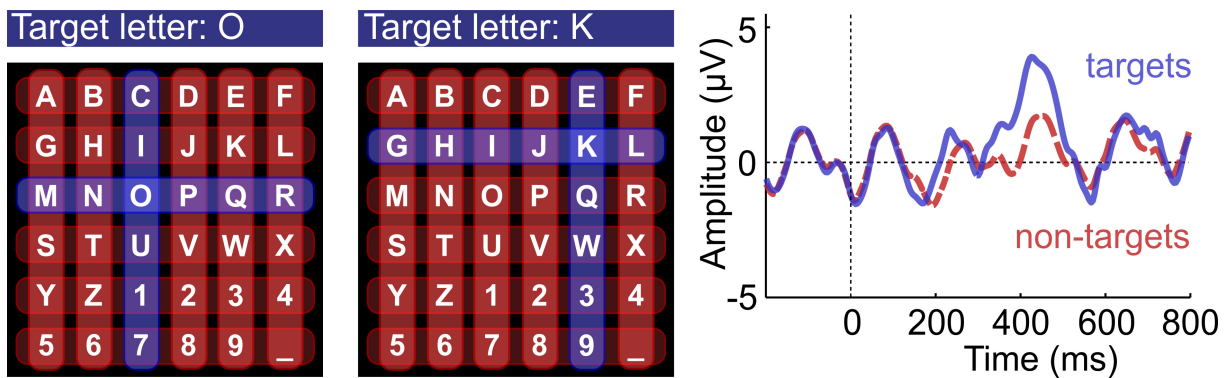 Target letter: O
A B C D E F
G H I J K L
M N O P Q R
S T U V W X
Y Z 1 2 3 4
5 6 7 8 9 _
Target letter: K
A B C D E F
G H I J K L
M N O P Q R
S T U V W X
Y Z 1 2 3 4
5 6 7 8 9 _
Amplitude (µV)
5
0
-5
targets
non-targets
0 200 400 600 800
Time (ms)